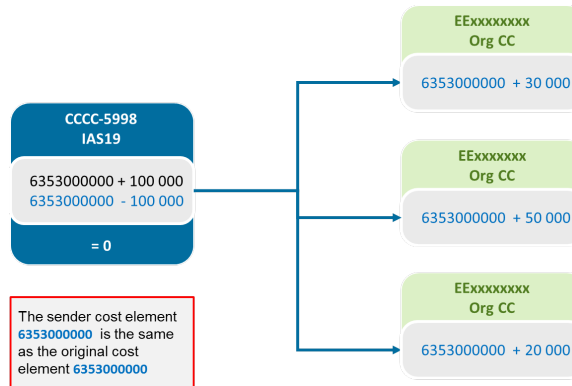 CCCC-5998
IAS19
6353000000 + 100 000
6353000000 - 100 000
= 0
The sender cost element
6353000000 is the same
as the original cost
element 6353000000
EExxxxxxxx
Org CC
6353000000 + 30 000
EExxxxxxx
Org CC
6353000000 + 50 000
EExxxxxxxx
Org CC
6353000000 + 20 000